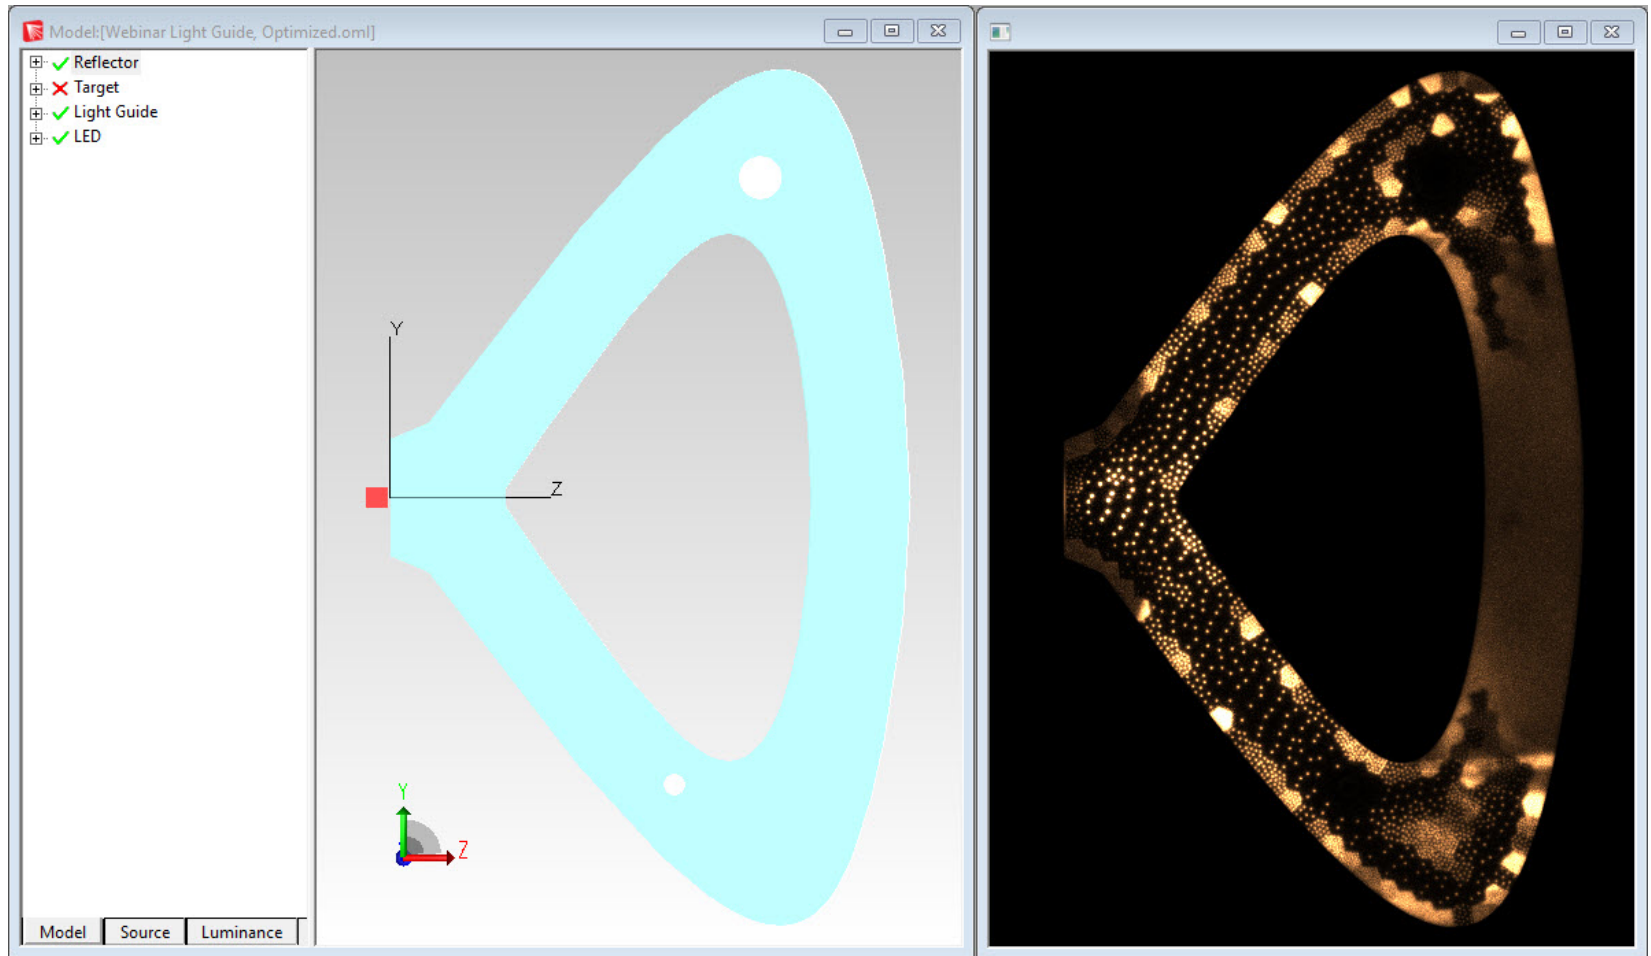 Model:[Webinar Light Guide, Optimized.oml]
Reflector
Target
Light Guide
LED
Y
Z
Y
Z
Model Source Luminance